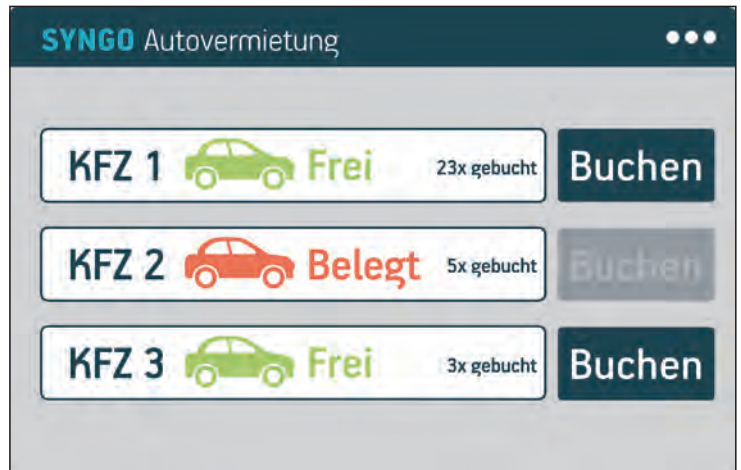 SYNGO Autovermietung
KFZ 1 Frei 23x gebucht Buchen
KFZ 2 Belegt 5x gebucht Buchen
KFZ 3 Frei 3x gebucht Buchen